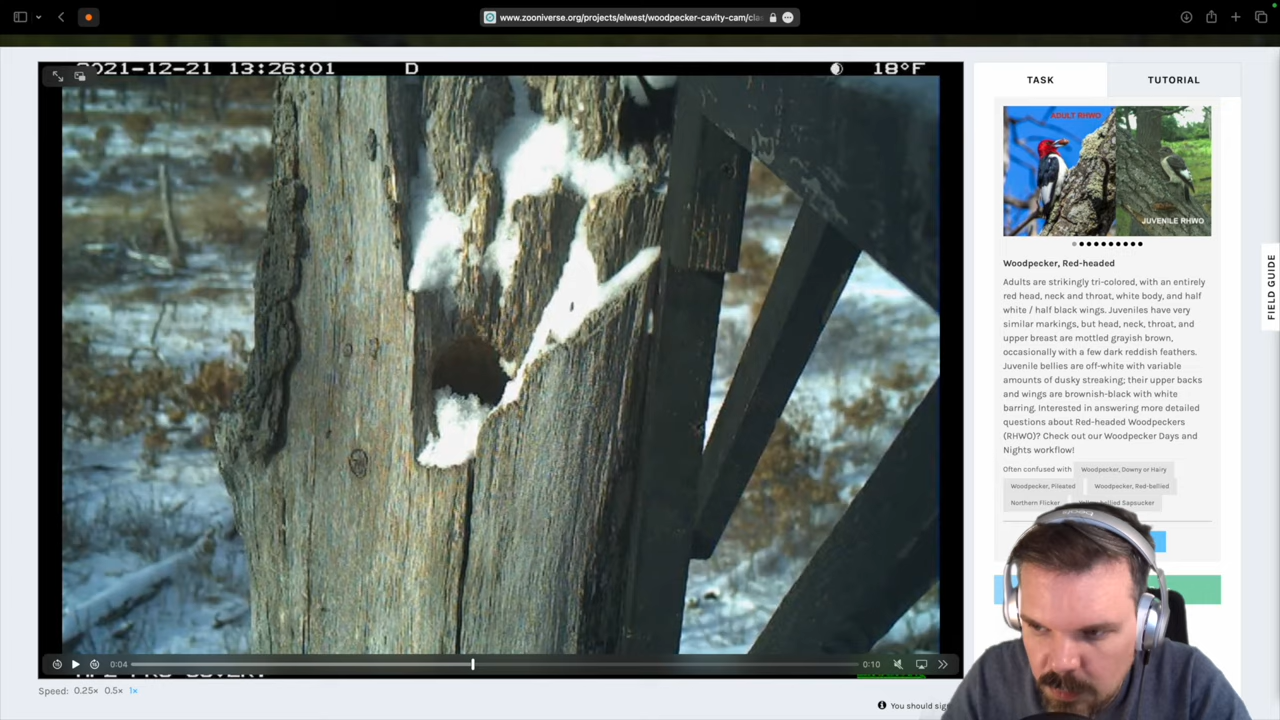 www.zooniverse.org/projects/elwest/woodpecker-cavity-cam/cla
2021-12-21 13:26:01 D 18°F
TASK
TUTORIAL
ADULT RHWO
JUVENILE RHWO
Woodpecker, Red-headed
Adults are strikingly tri-colored, with an entirely
red head, neck and throat, white body, and half
white / half black wings. Juveniles have very
similar markings, but head, neck, throat, and
upper breast are mottled grayish brown,
occasionally with a few dark reddish feathers.
Juvenile bellies are off-white with variable
amounts of dusky streaking; their upper backs
and wings are brownish-black with white
barring. Interested in answering more detailed
questions about Red-headed Woodpeckers
(RHWO)? Check out our Woodpecker Days and
Nights workflow!
Often confused with Woodpecker, Downy or Hairy
Woodpecker, Pileated Woodpecker, Red-bellied
Northern Flicker bellied Sapsucker
FIELD GUIDE
0:04
0:10
Speed: 0.25× 0.5× 1×
You should sig